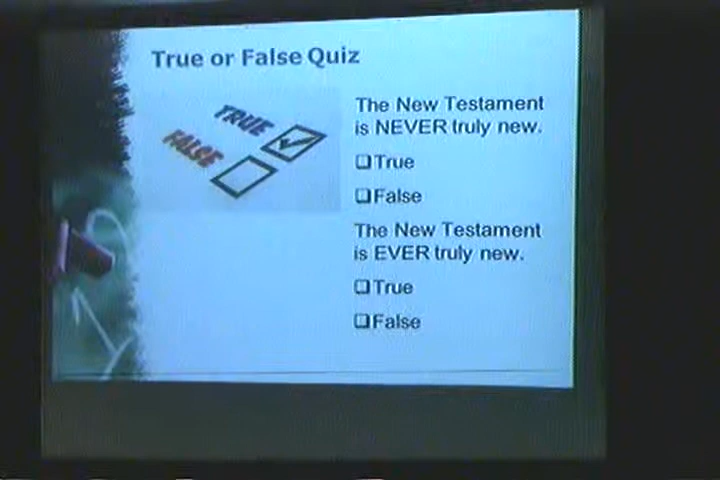 True or False Quiz
TRUE
FALSE
The New Testament
is NEVER truly new.
True
False
The New Testament
is EVER truly new.
True
False